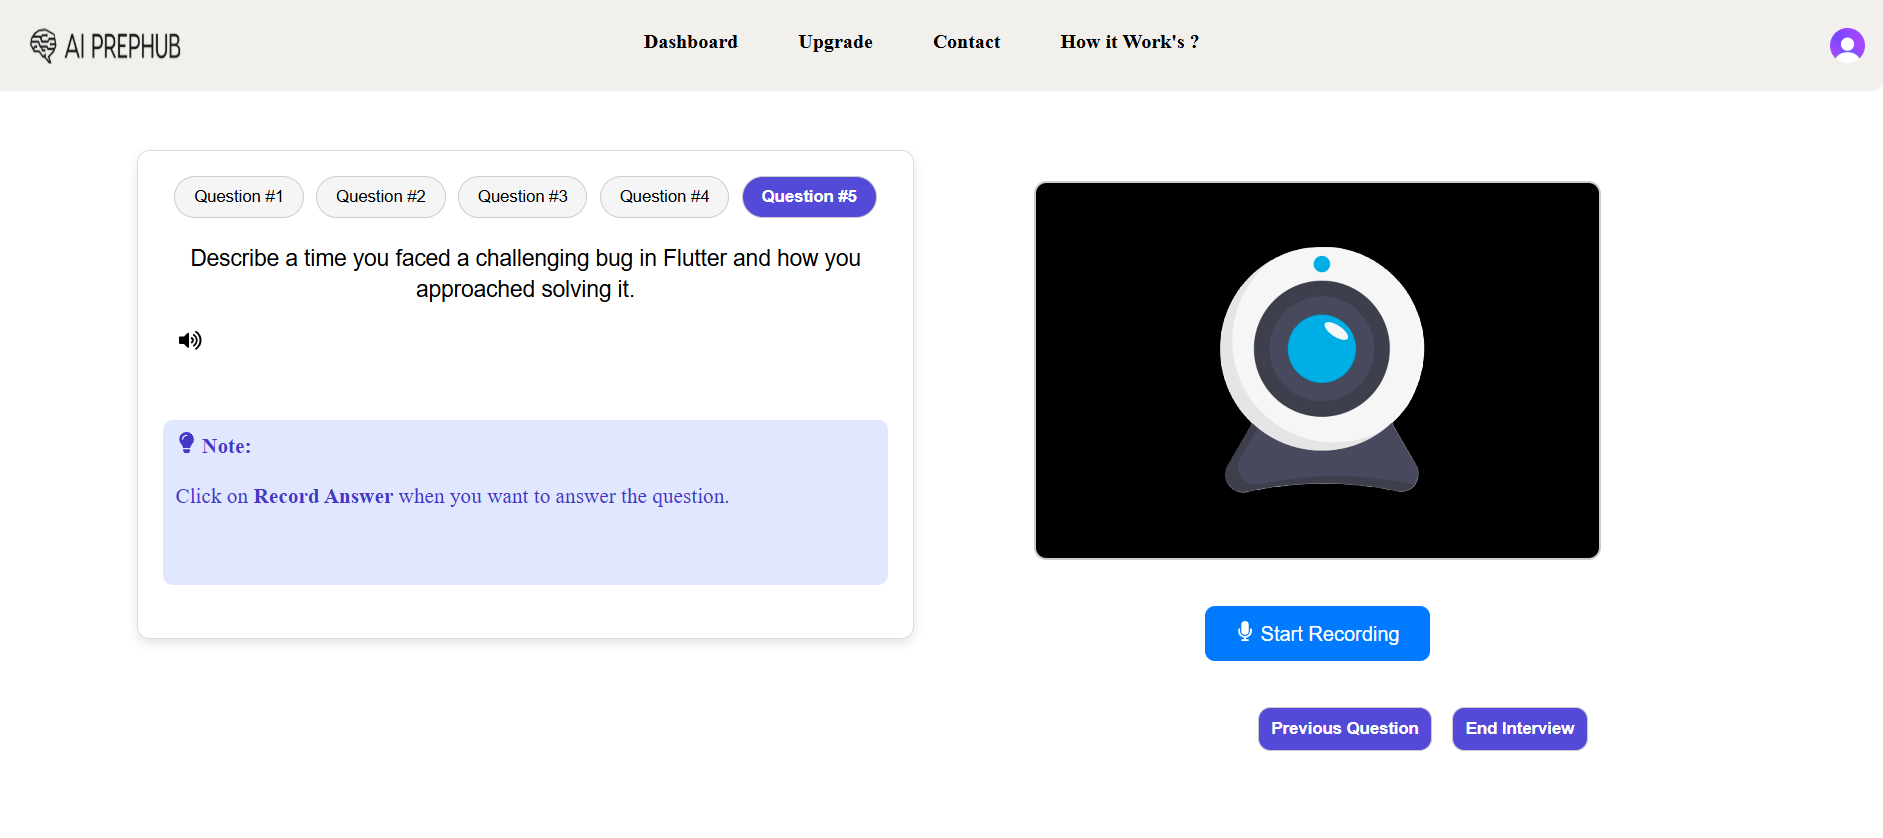 AI PREPHUB
Dashboard
Upgrade
Contact
How it Work's ?
Question #1
Question #2
Question #3
Question #4
Question #5
Describe a time you faced a challenging bug in Flutter and how you
approached solving it.
Note:
Click on Record Answer when you want to answer the question.
Start Recording
Previous Question
End Interview